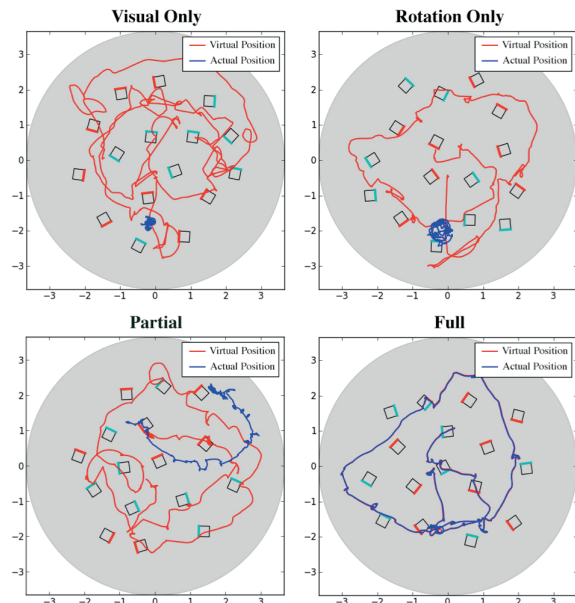 Visual Only
Virtual Position
Actual Position
3
2
1
0
−1
−2
−3
−3 −2 −1 0 1 2 3
Rotation Only
Virtual Position
Actual Position
3
2
1
0
−1
−2
−3
−3 −2 −1 0 1 2 3
Partial
Virtual Position
Actual Position
3
2
1
0
−1
−2
−3
−3 −2 −1 0 1 2 3
Full
Virtual Position
Actual Position
3
2
1
0
−1
−2
−3
−3 −2 −1 0 1 2 3